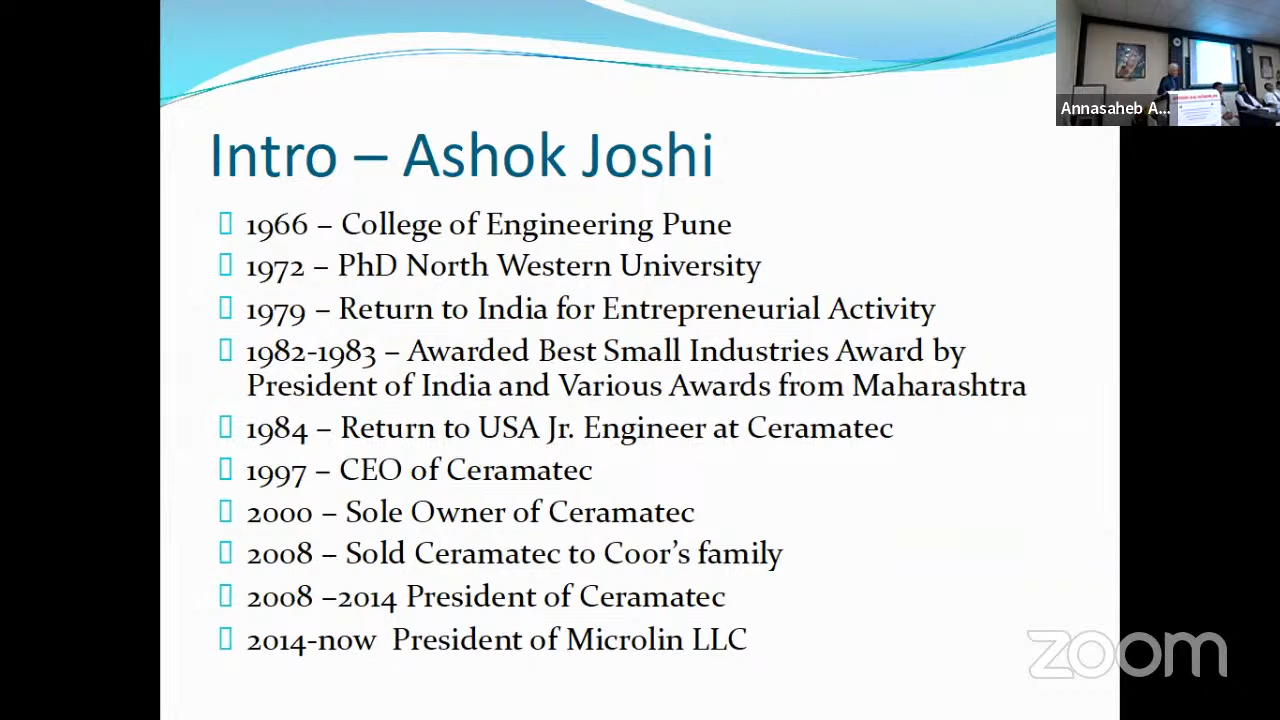 Annasaheb A...
Intro – Ashok Joshi
1966 – College of Engineering Pune
1972 – PhD North Western University
1979 – Return to India for Entrepreneurial Activity
1982-1983 – Awarded Best Small Industries Award by
President of India and Various Awards from Maharashtra
1984 – Return to USA Jr. Engineer at Ceramatec
1997 – CEO of Ceramatec
2000 – Sole Owner of Ceramatec
2008 – Sold Ceramatec to Coor’s family
2008 –2014 President of Ceramatec
2014-now  President of Microlin LLC
zoom